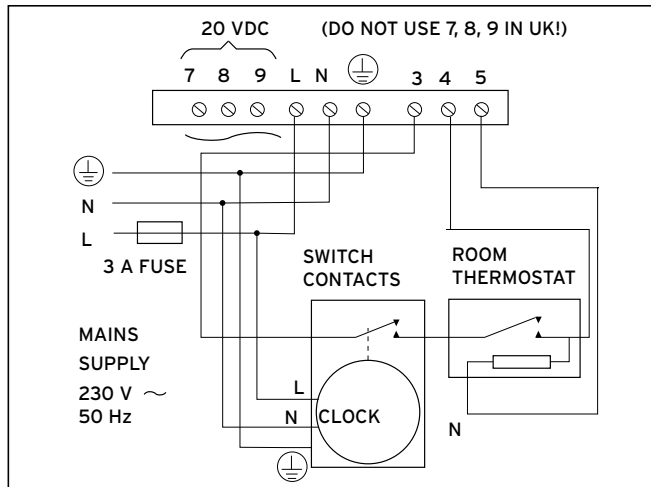 20 VDC (DO NOT USE 7, 8, 9 IN UK!)
7 8 9 L N 3 4 5
N
L
3 A FUSE
SWITCH
CONTACTS
ROOM
THERMOSTAT
MAINS
SUPPLY
230 V ~
50 Hz
L
N CLOCK
N